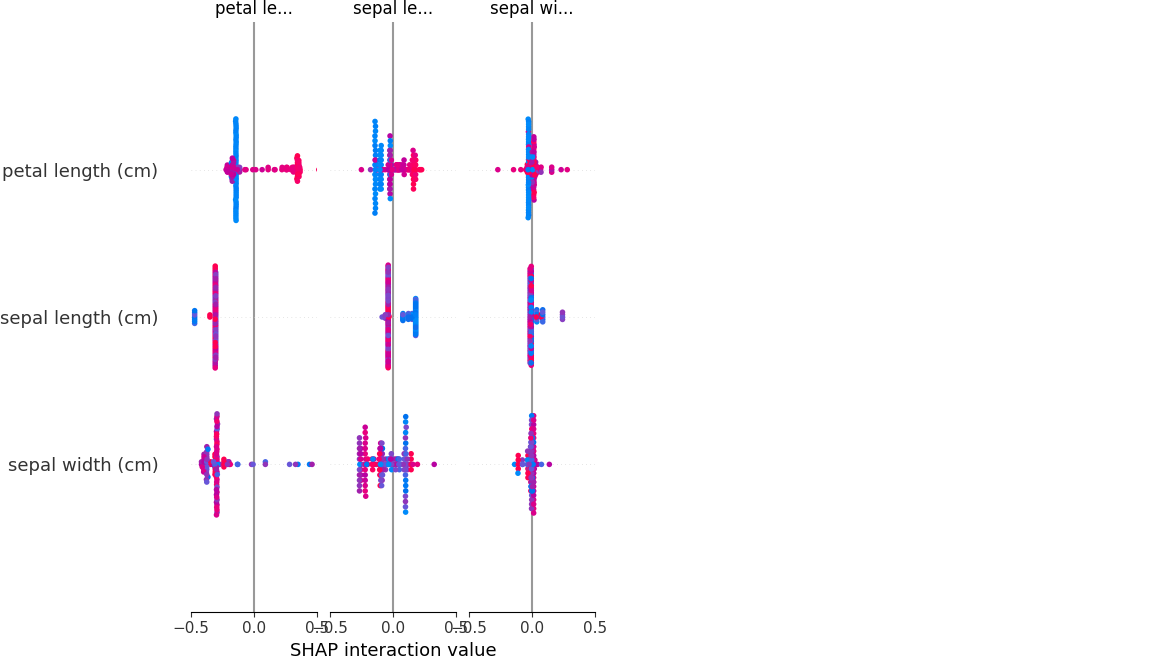 petal le... sepal le... sepal wi...
petal length (cm)
sepal length (cm)
sepal width (cm)
−0.5 0.0 0.5 −0.5 0.0 0.5 −0.5 0.0 0.5
SHAP interaction value